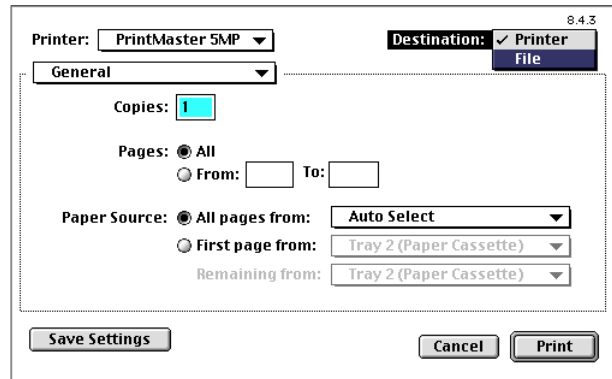 8.4.3
Printer: PrintMaster 5MP Destination: ✓ Printer
File
General
Copies: 1
Pages: All
From: To:
Paper Source: All pages from: Auto Select
First page from: Tray 2 (Paper Cassette)
Remaining from: Tray 2 (Paper Cassette)
Save Settings Cancel Print